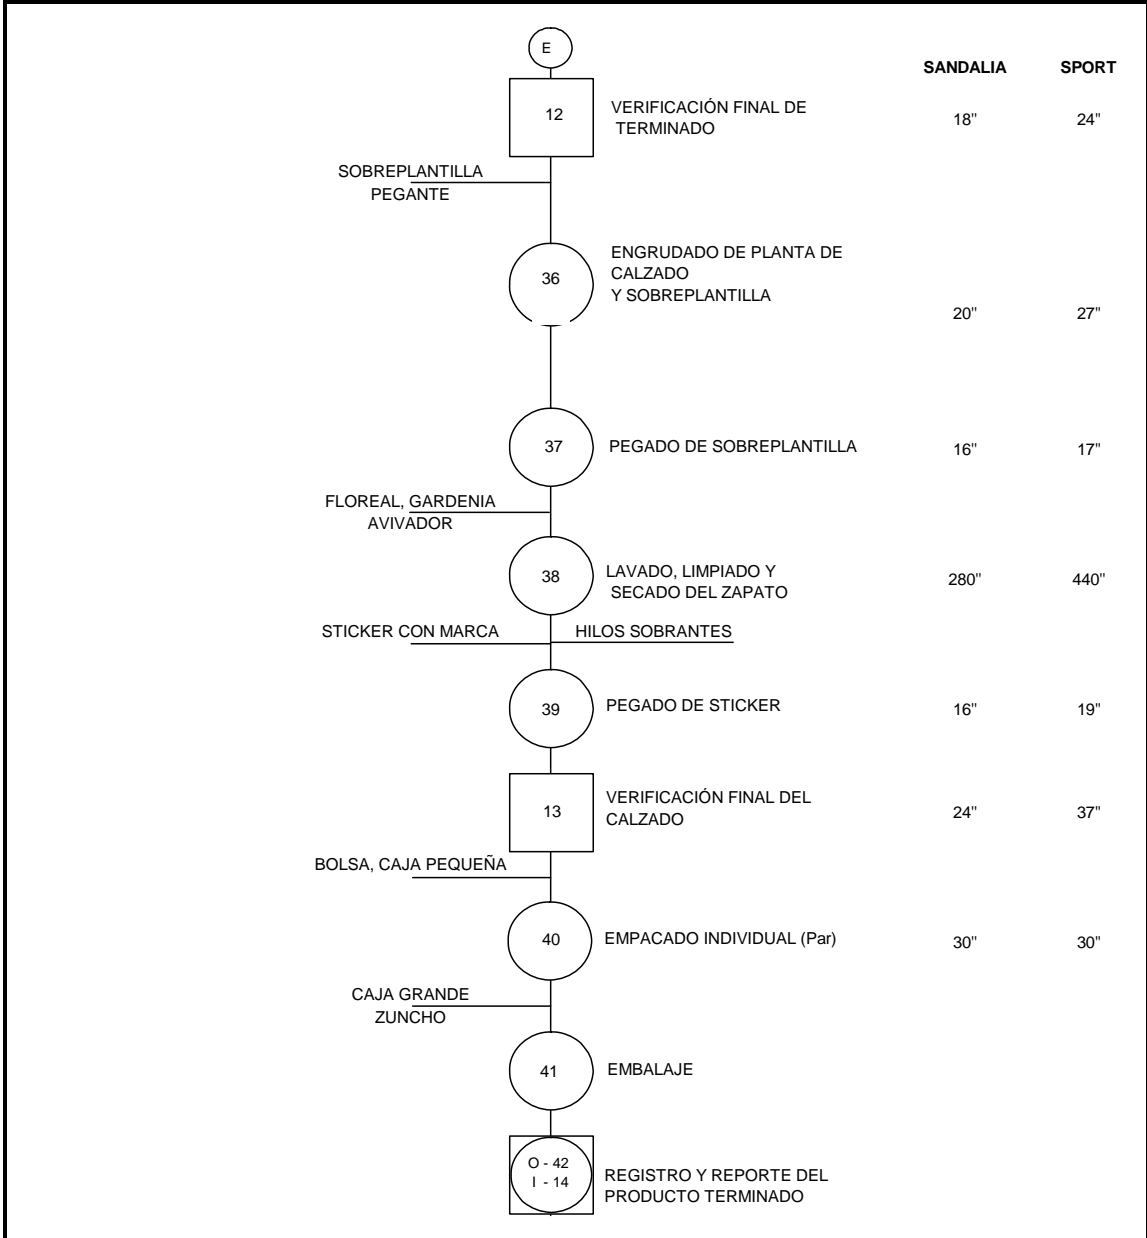 E
SANDALIA SPORT
12 VERIFICACIÓN FINAL DE
TERMINADO
18" 24"
SOBREPLANTILLA
PEGANTE
36 ENGRUDADO DE PLANTA DE
CALZADO
Y SOBREPLANTILLA
20" 27"
37 PEGADO DE SOBREPLANTILLA 16" 17"
FLOREAL, GARDENIA
AVIVADOR
38 LAVADO, LIMPIADO Y
SECADO DEL ZAPATO
280" 440"
STICKER CON MARCA HILOS SOBRANTES
39 PEGADO DE STICKER 16" 19"
13 VERIFICACIÓN FINAL DEL
CALZADO
24" 37"
BOLSA, CAJA PEQUEÑA
40 EMPACADO INDIVIDUAL (Par) 30" 30"
CAJA GRANDE
ZUNCHO
41 EMBALAJE
O - 42
I - 14
REGISTRO Y REPORTE DEL
PRODUCTO TERMINADO